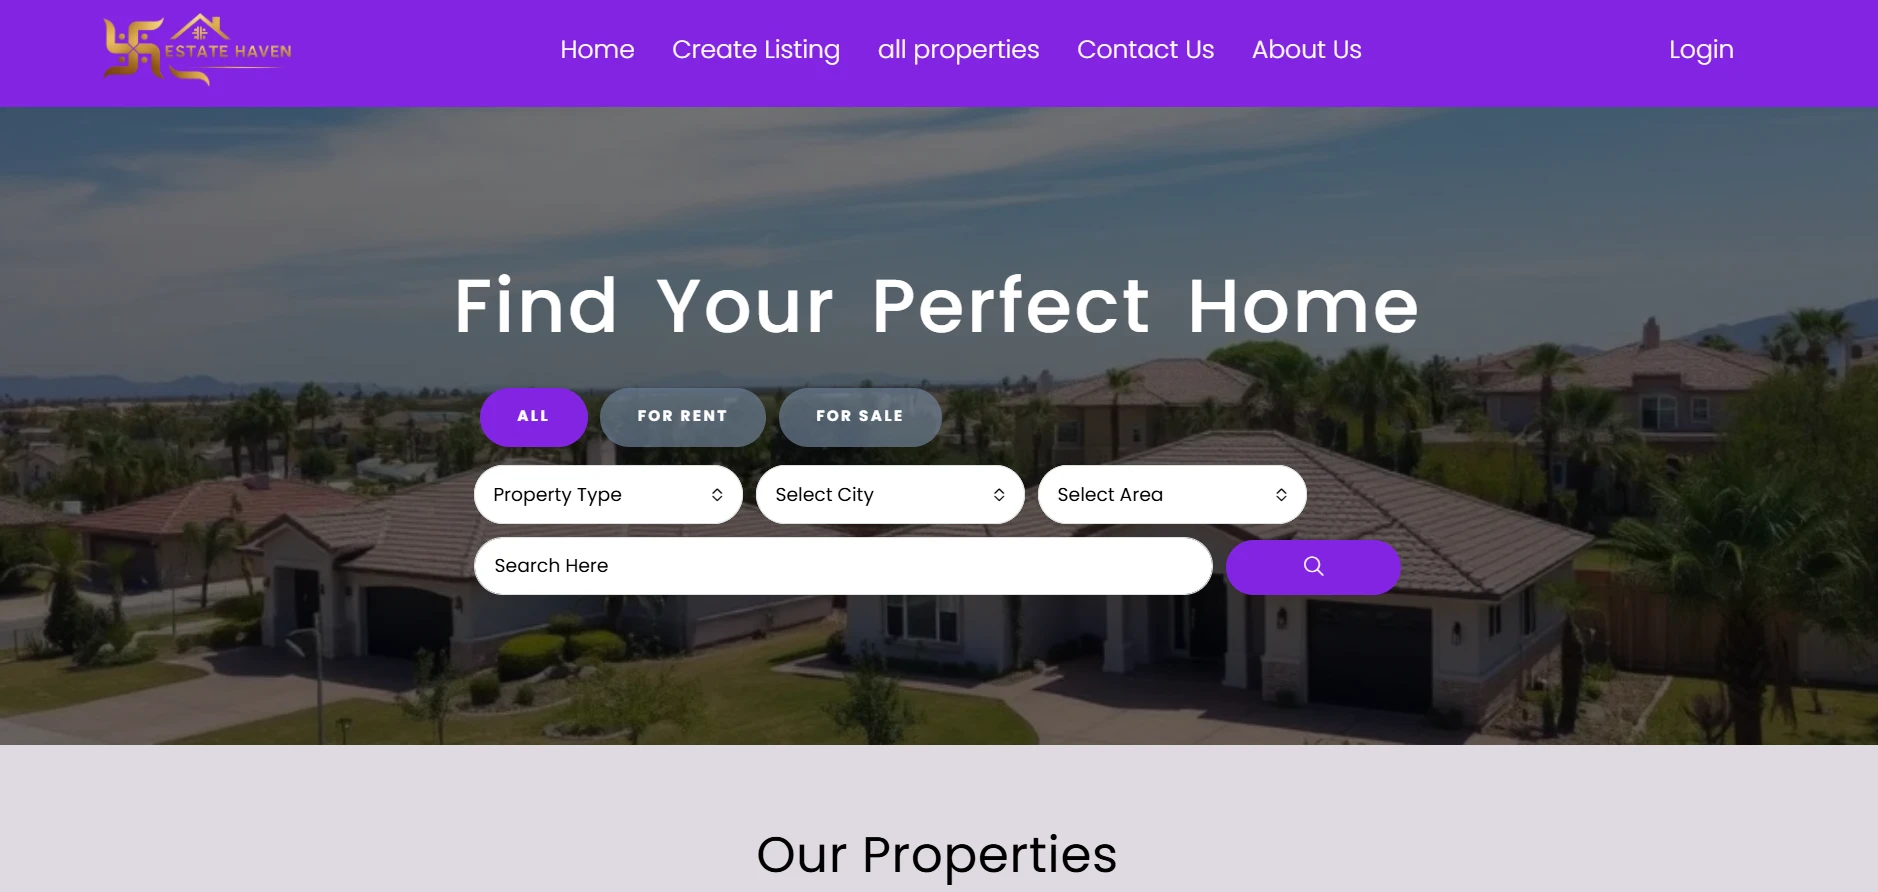 ESTATE HAVEN
Home Create Listing all properties Contact Us About Us Login
Find Your Perfect Home
ALL FOR RENT FOR SALE
Property Type Select City Select Area
Search Here
Our Properties